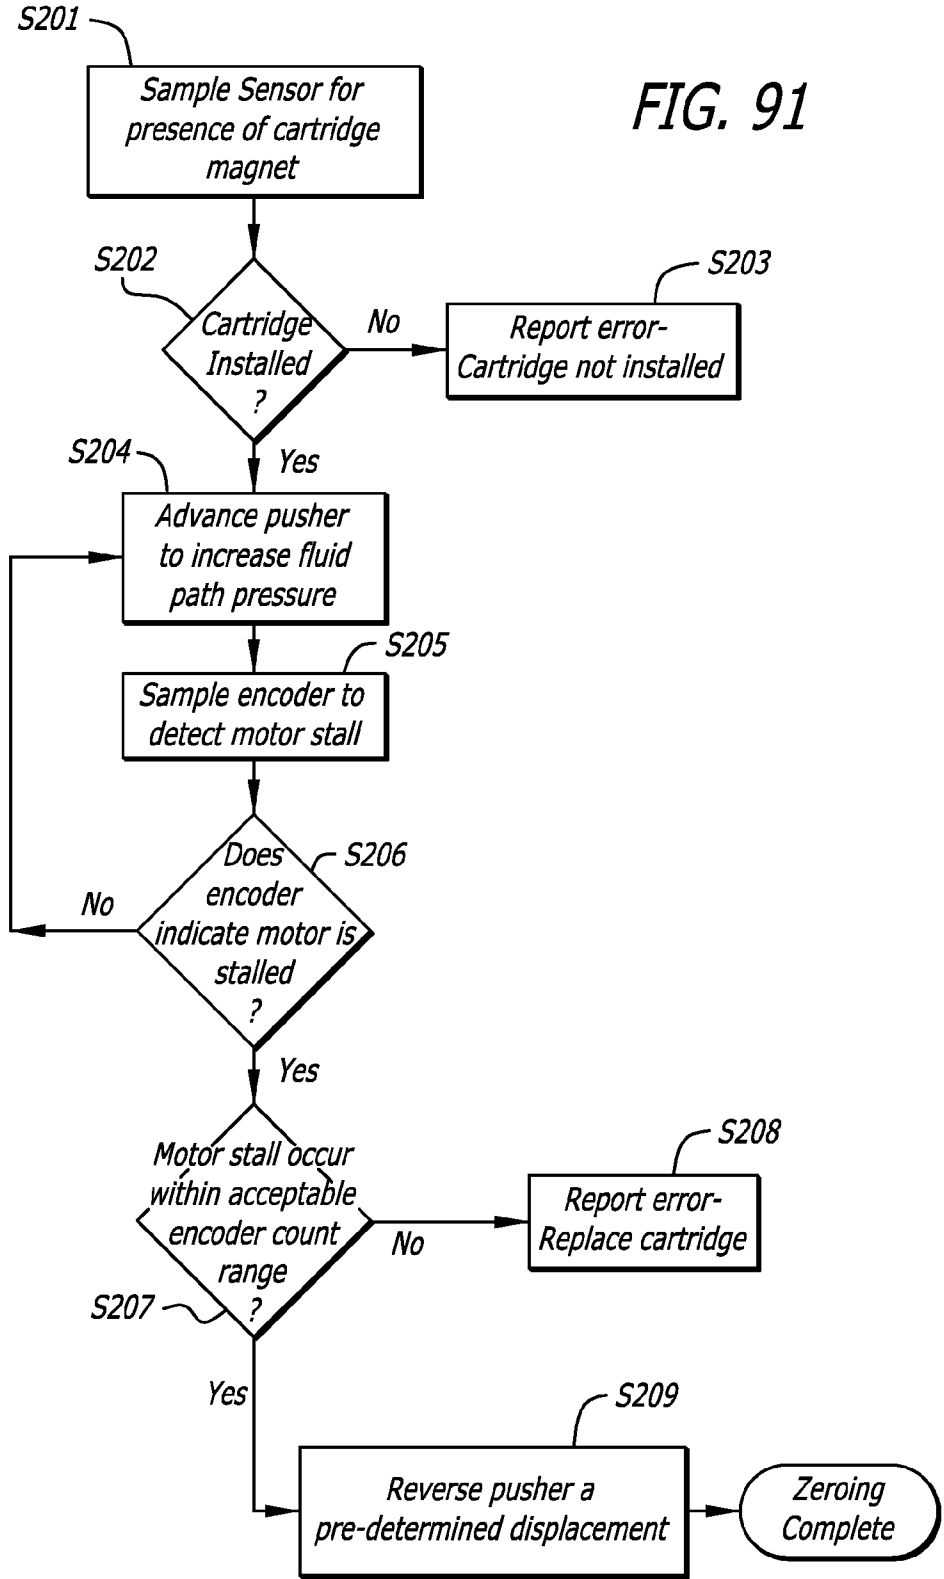 S201
FIG. 91
Sample Sensor for
presence of cartridge
magnet
S202
Cartridge
Installed
?
No
S203
Report error-
Cartridge not installed
Yes
S204
Advance pusher
to increase fluid
path pressure
S205
Sample encoder to
detect motor stall
S206
Does
encoder
indicate motor is
stalled
?
No
Yes
Motor stall occur
within acceptable
encoder count
range
?
S207
No
S208
Report error-
Replace cartridge
Yes
S209
Reverse pusher a
pre-determined displacement
Zeroing
Complete